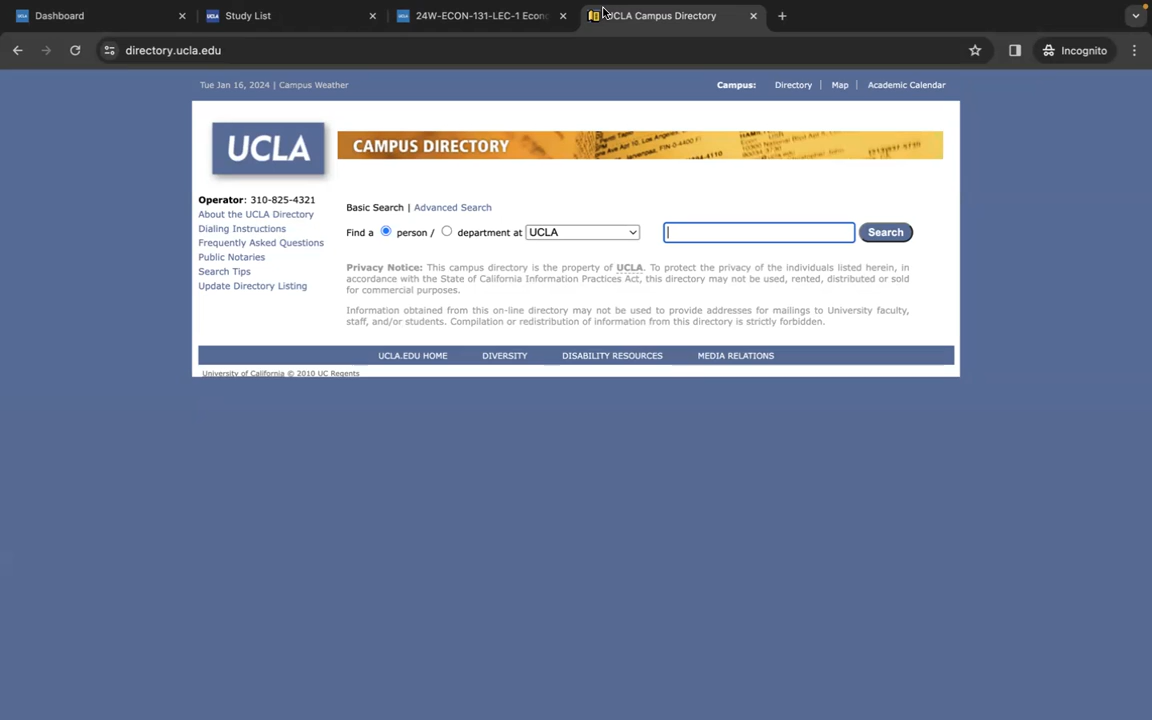 Dashboard
Study List
24W-ECON-131-LEC-1 Econo
UCLA Campus Directory
directory.ucla.edu
Incognito
Tue Jan 16, 2024 | Campus Weather
Campus: Directory | Map | Academic Calendar
UCLA
CAMPUS DIRECTORY
Operator: 310-825-4321
About the UCLA Directory
Dialing Instructions
Frequently Asked Questions
Public Notaries
Search Tips
Update Directory Listing
Basic Search | Advanced Search
Find a person / department at UCLA Search
Privacy Notice: This campus directory is the property of UCLA. To protect the privacy of the individuals listed herein, in
accordance with the State of California Information Practices Act, this directory may not be used, rented, distributed or sold
for commercial purposes.
Information obtained from this on-line directory may not be used to provide addresses for mailings to University faculty,
staff, and/or students. Compilation or redistribution of information from this directory is strictly forbidden.
UCLA.EDU HOME DIVERSITY DISABILITY RESOURCES MEDIA RELATIONS
University of California © 2010 UC Regents